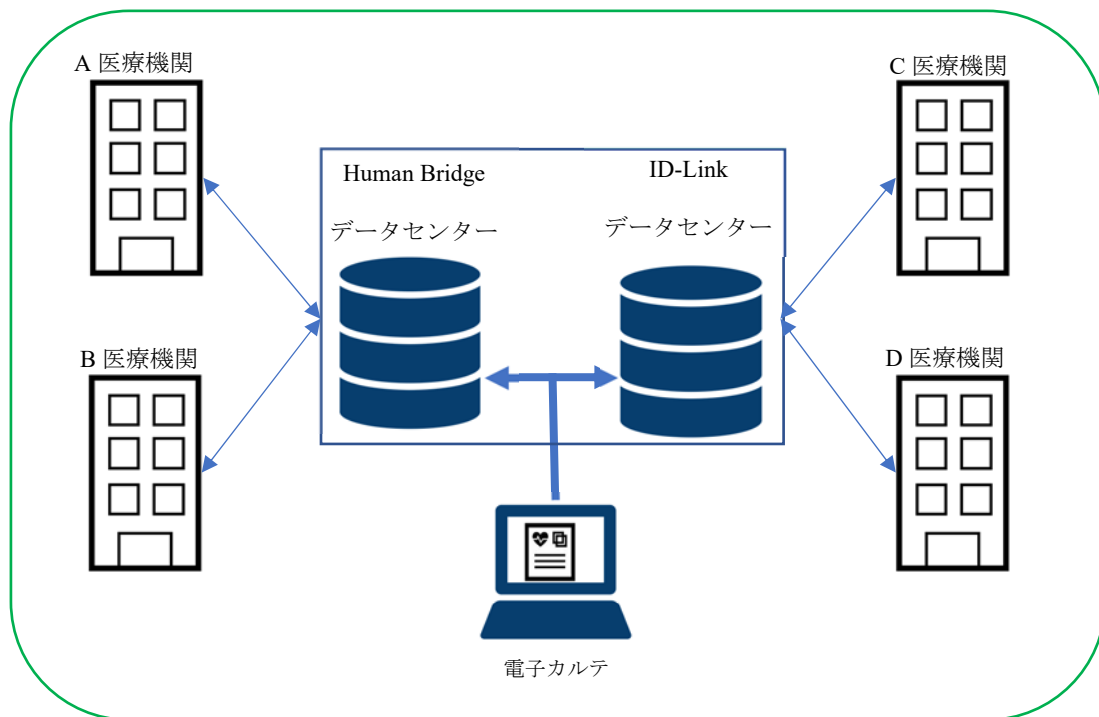 A 医療機関
C 医療機関
Human Bridge
ID-Link
データセンター
データセンター
B 医療機関
D 医療機関
電子カルテ